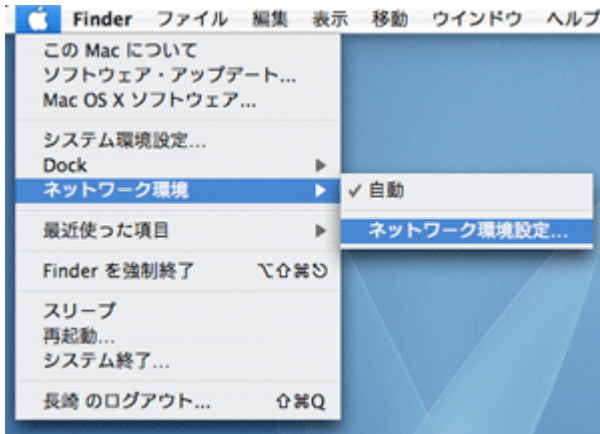 Finder ファイル 編集 表示 移動 ウインドウ ヘルプ
この Mac について
ソフトウェア・アップデート...
Mac OS X ソフトウェア...
システム環境設定...
Dock
ネットワーク環境
✓ 自動
ネットワーク環境設定...
最近使った項目
Finder を強制終了 ⌥⇧⌘⎋
スリープ
再起動...
システム終了...
長崎 のログアウト... ⇧⌘Q